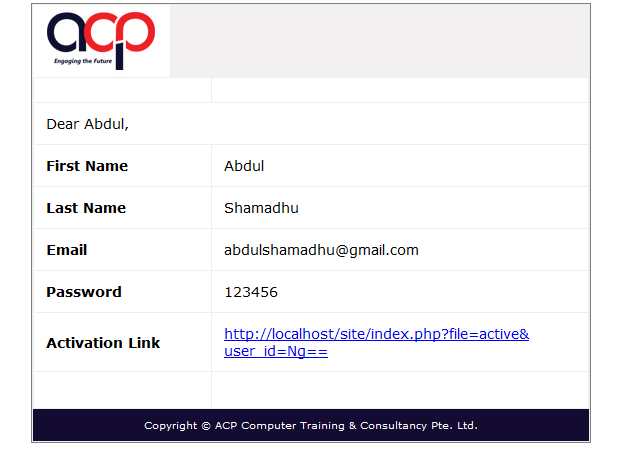 acp
Engaging the Future
Dear Abdul,
First Name Abdul
Last Name Shamadhu
Email abdulshamadhu@gmail.com
Password 123456
Activation Link http://localhost/site/index.php?file=active&
user_id=Ng==
Copyright © ACP Computer Training & Consultancy Pte. Ltd.